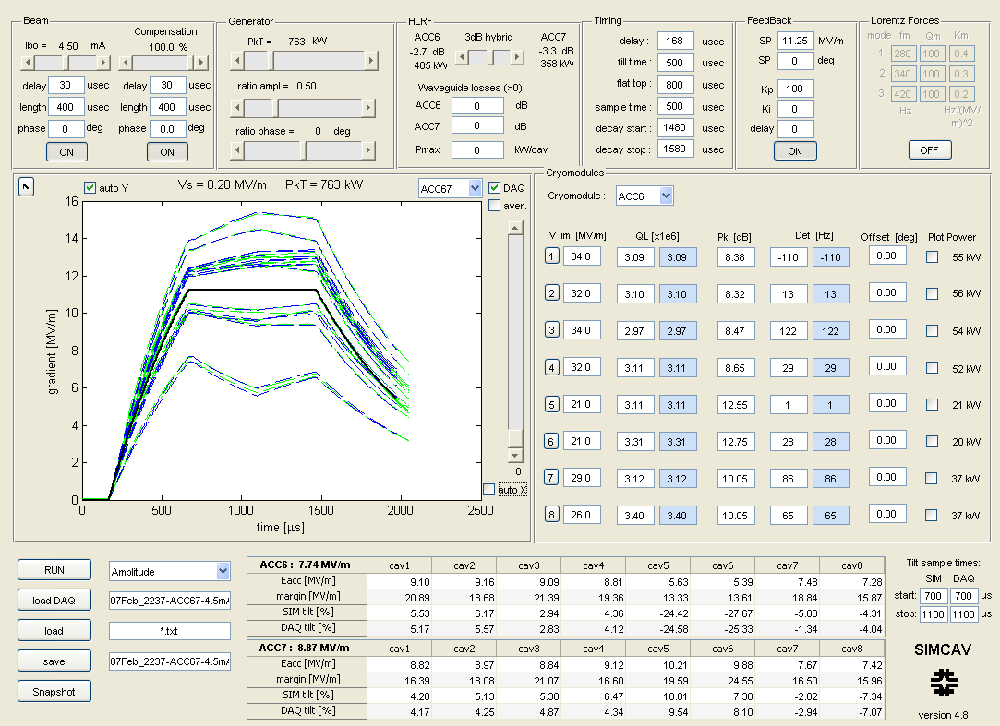 Beam
Ibo = 4.50 mA
Compensation
100.0 %
delay 30 usec
delay 30 usec
length 400 usec
length 400 usec
phase 0 deg
phase 0.0 deg
ON
ON
Generator
PkT = 763 kW
ratio ampl = 0.50
ratio phase = 0 deg
HLRF
ACC6
-2.7 dB
405 kW
3dB hybrid
ACC7
-3.3 dB
358 kW
Waveguide losses (>0)
ACC6 0 dB
ACC7 0 dB
Pmax 0 kW/cav
Timing
delay : 168 usec
fill time : 500 usec
flat top : 800 usec
sample time : 500 usec
decay start : 1480 usec
decay stop : 1580 usec
FeedBack
SP 11.25 MV/m
SP 0 deg
Kp 100
Ki 0
delay 0
ON
Lorentz Forces
mode fm Qm Km
1 280 100 0.4
2 340 100 0.3
3 420 100 0.2
Hz Hz/(MV/
m)^2
OFF
auto Y
Vs = 8.28 MV/m PkT = 763 kW
ACC67
DAQ
aver.
16
14
12
10
8
6
4
2
0
gradient [MV/m]
0 500 1000 1500 2000 2500
time [µs]
0
auto X
Cryomodules
Cryomodule : ACC6
V lim [MV/m] QL [x1e6] Pk [dB] Det [Hz] Offset [deg] Plot Power
1 34.0 3.09 3.09 8.38 -110 -110 0.00 55 kW
2 32.0 3.10 3.10 8.32 13 13 0.00 56 kW
3 34.0 2.97 2.97 8.47 122 122 0.00 54 kW
4 32.0 3.11 3.11 8.65 29 29 0.00 52 kW
5 21.0 3.11 3.11 12.55 1 1 0.00 21 kW
6 21.0 3.31 3.31 12.75 28 28 0.00 20 kW
7 29.0 3.12 3.12 10.05 86 86 0.00 37 kW
8 26.0 3.40 3.40 10.05 65 65 0.00 37 kW
RUN
Amplitude
load DAQ
07Feb_2237-ACC67-4.5mA
load
*.txt
save
07Feb_2237-ACC67-4.5mA
Snapshot
ACC6 : 7.74 MV/m cav1 cav2 cav3 cav4 cav5 cav6 cav7 cav8
Eacc [MV/m] 9.10 9.16 9.09 8.81 5.63 5.39 7.48 7.28
margin [MV/m] 20.89 18.68 21.39 19.36 13.33 13.61 18.84 15.87
SIM tilt [%] 5.53 6.17 2.94 4.36 -24.42 -27.67 -5.03 -4.31
DAQ tilt [%] 5.17 5.57 2.83 4.12 -24.58 -25.33 -1.34 -4.04
ACC7 : 8.87 MV/m cav1 cav2 cav3 cav4 cav5 cav6 cav7 cav8
Eacc [MV/m] 8.82 8.97 8.84 9.12 10.21 9.88 7.67 7.42
margin [MV/m] 16.39 18.08 21.07 16.60 19.59 24.55 16.50 15.96
SIM tilt [%] 4.28 5.13 5.30 6.47 10.01 7.30 -2.82 -7.34
DAQ tilt [%] 4.17 4.25 4.87 4.34 9.54 8.10 -2.94 -7.07
Tilt sample times:
SIM DAQ
start: 700 700 us
stop: 1100 1100 us
SIMCAV
version 4.8